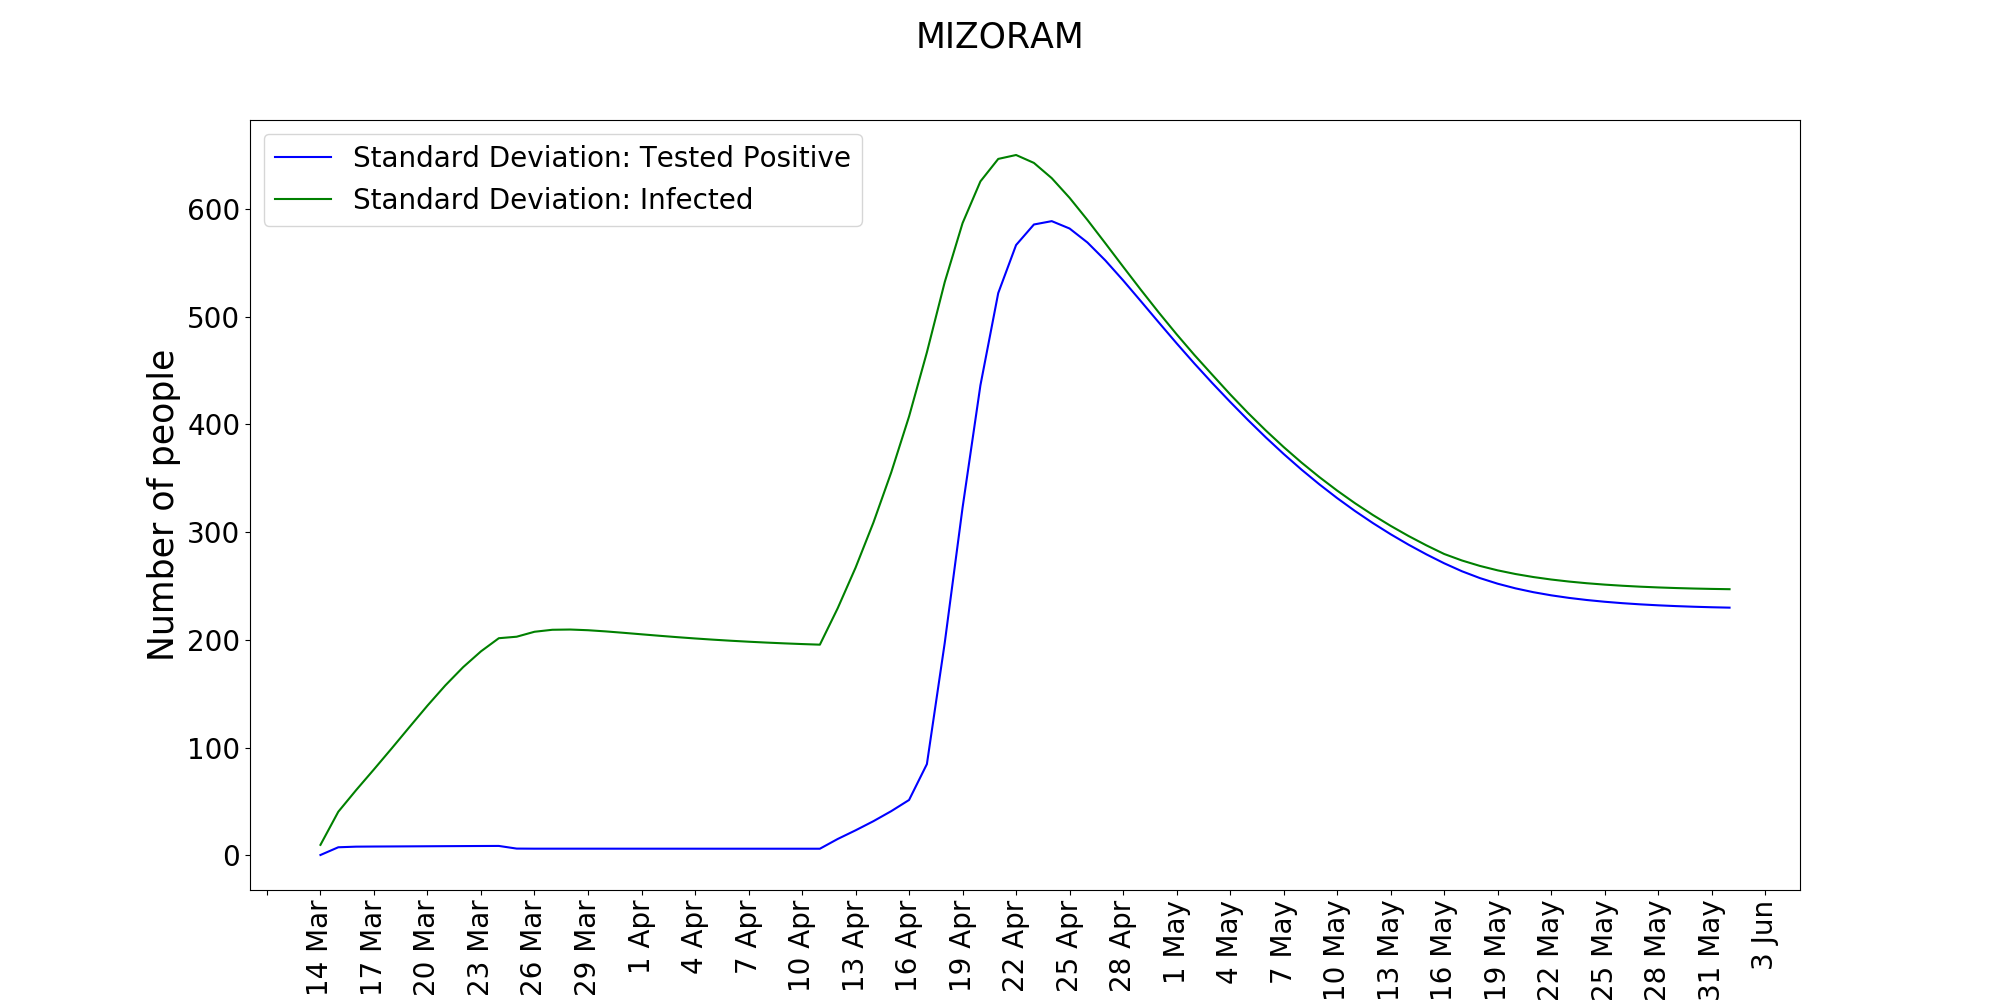 MIZORAM
Standard Deviation: Tested Positive
Standard Deviation: Infected
Number of people
600
500
400
300
200
100
0
14 Mar
17 Mar
20 Mar
23 Mar
26 Mar
29 Mar
1 Apr
4 Apr
7 Apr
10 Apr
13 Apr
16 Apr
19 Apr
22 Apr
25 Apr
28 Apr
1 May
4 May
7 May
10 May
13 May
16 May
19 May
22 May
25 May
28 May
31 May
3 Jun